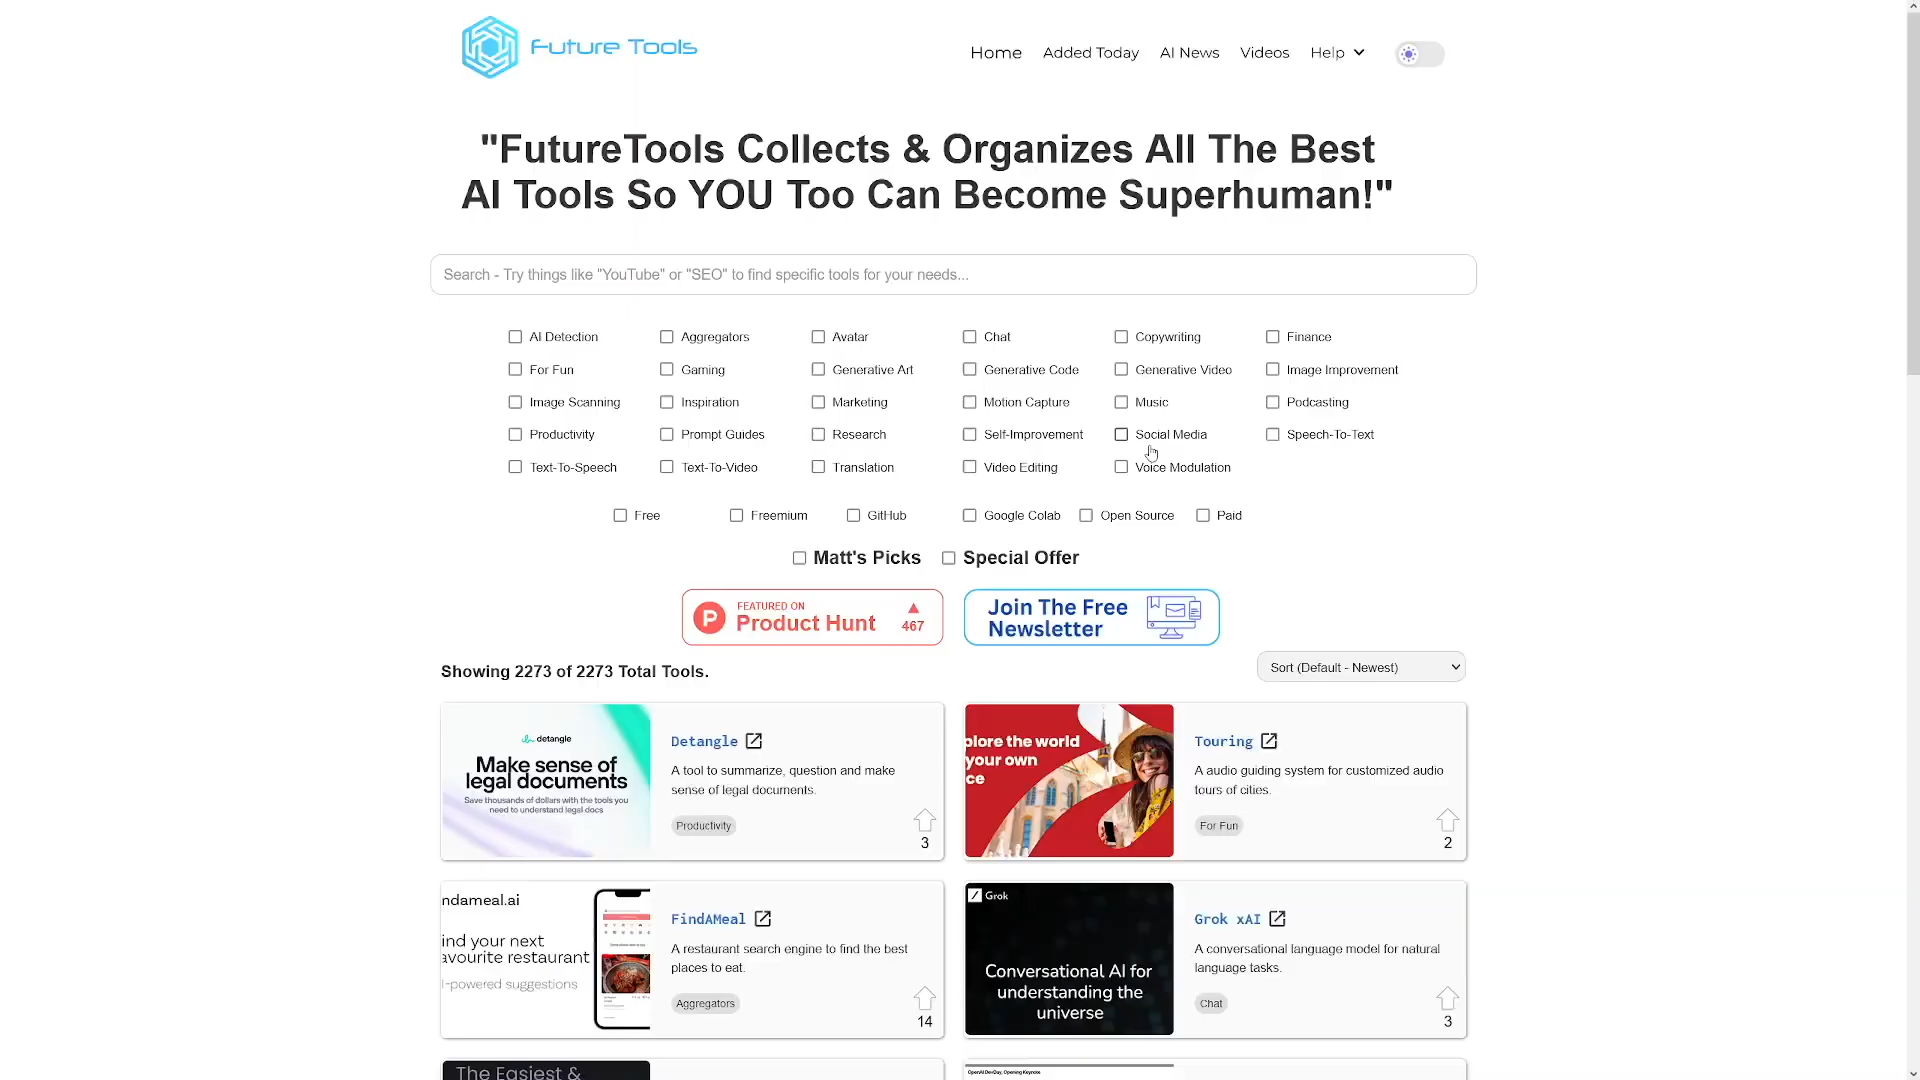 Future Tools
Home Added Today AI News Videos Help
"FutureTools Collects & Organizes All The Best
AI Tools So YOU Too Can Become Superhuman!"
Search - Try things like "YouTube" or "SEO" to find specific tools for your needs...
AI Detection Aggregators Avatar Chat Copywriting Finance
For Fun Gaming Generative Art Generative Code Generative Video Image Improvement
Image Scanning Inspiration Marketing Motion Capture Music Podcasting
Productivity Prompt Guides Research Self-Improvement Social Media Speech-To-Text
Text-To-Speech Text-To-Video Translation Video Editing Voice Modulation
Free Freemium GitHub Google Colab Open Source Paid
Matt's Picks Special Offer
P
FEATURED ON
Product Hunt
467
Join The Free
Newsletter
Showing 2273 of 2273 Total Tools.
Sort (Default - Newest)
detangle
Make sense of
legal documents
Save thousands of dollars with the tools you
need to understand legal docs
Detangle
A tool to summarize, question and make
sense of legal documents.
Productivity
3
plore the world
your own
ce
Touring
A audio guiding system for customized audio
tours of cities.
For Fun
2
ndameal.ai
ind your next
avourite restaurant
I-powered suggestions
FindAMeal
A restaurant search engine to find the best
places to eat.
Aggregators
14
Grok
Conversational AI for
understanding the
universe
Grok xAI
A conversational language model for natural
language tasks.
Chat
3
The Easiest &
OpenAI DevDay, Opening Keynote